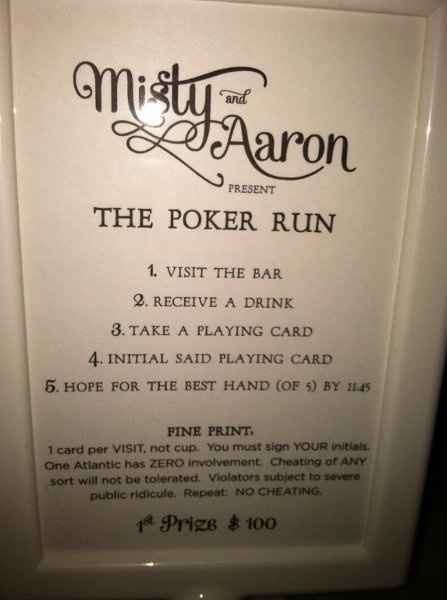 Misty and
Aaron
PRESENT
THE POKER RUN
1. VISIT THE BAR
2. RECEIVE A DRINK
3. TAKE A PLAYING CARD
4. INITIAL SAID PLAYING CARD
5. HOPE FOR THE BEST HAND (OF 5) BY 11:45
FINE PRINT:
1 card per VISIT, not cup. You must sign YOUR initials.
One Atlantic has ZERO involvement. Cheating of ANY
sort will not be tolerated. Violators subject to severe
public ridicule. Repeat: NO CHEATING.
1st Prize $ 100